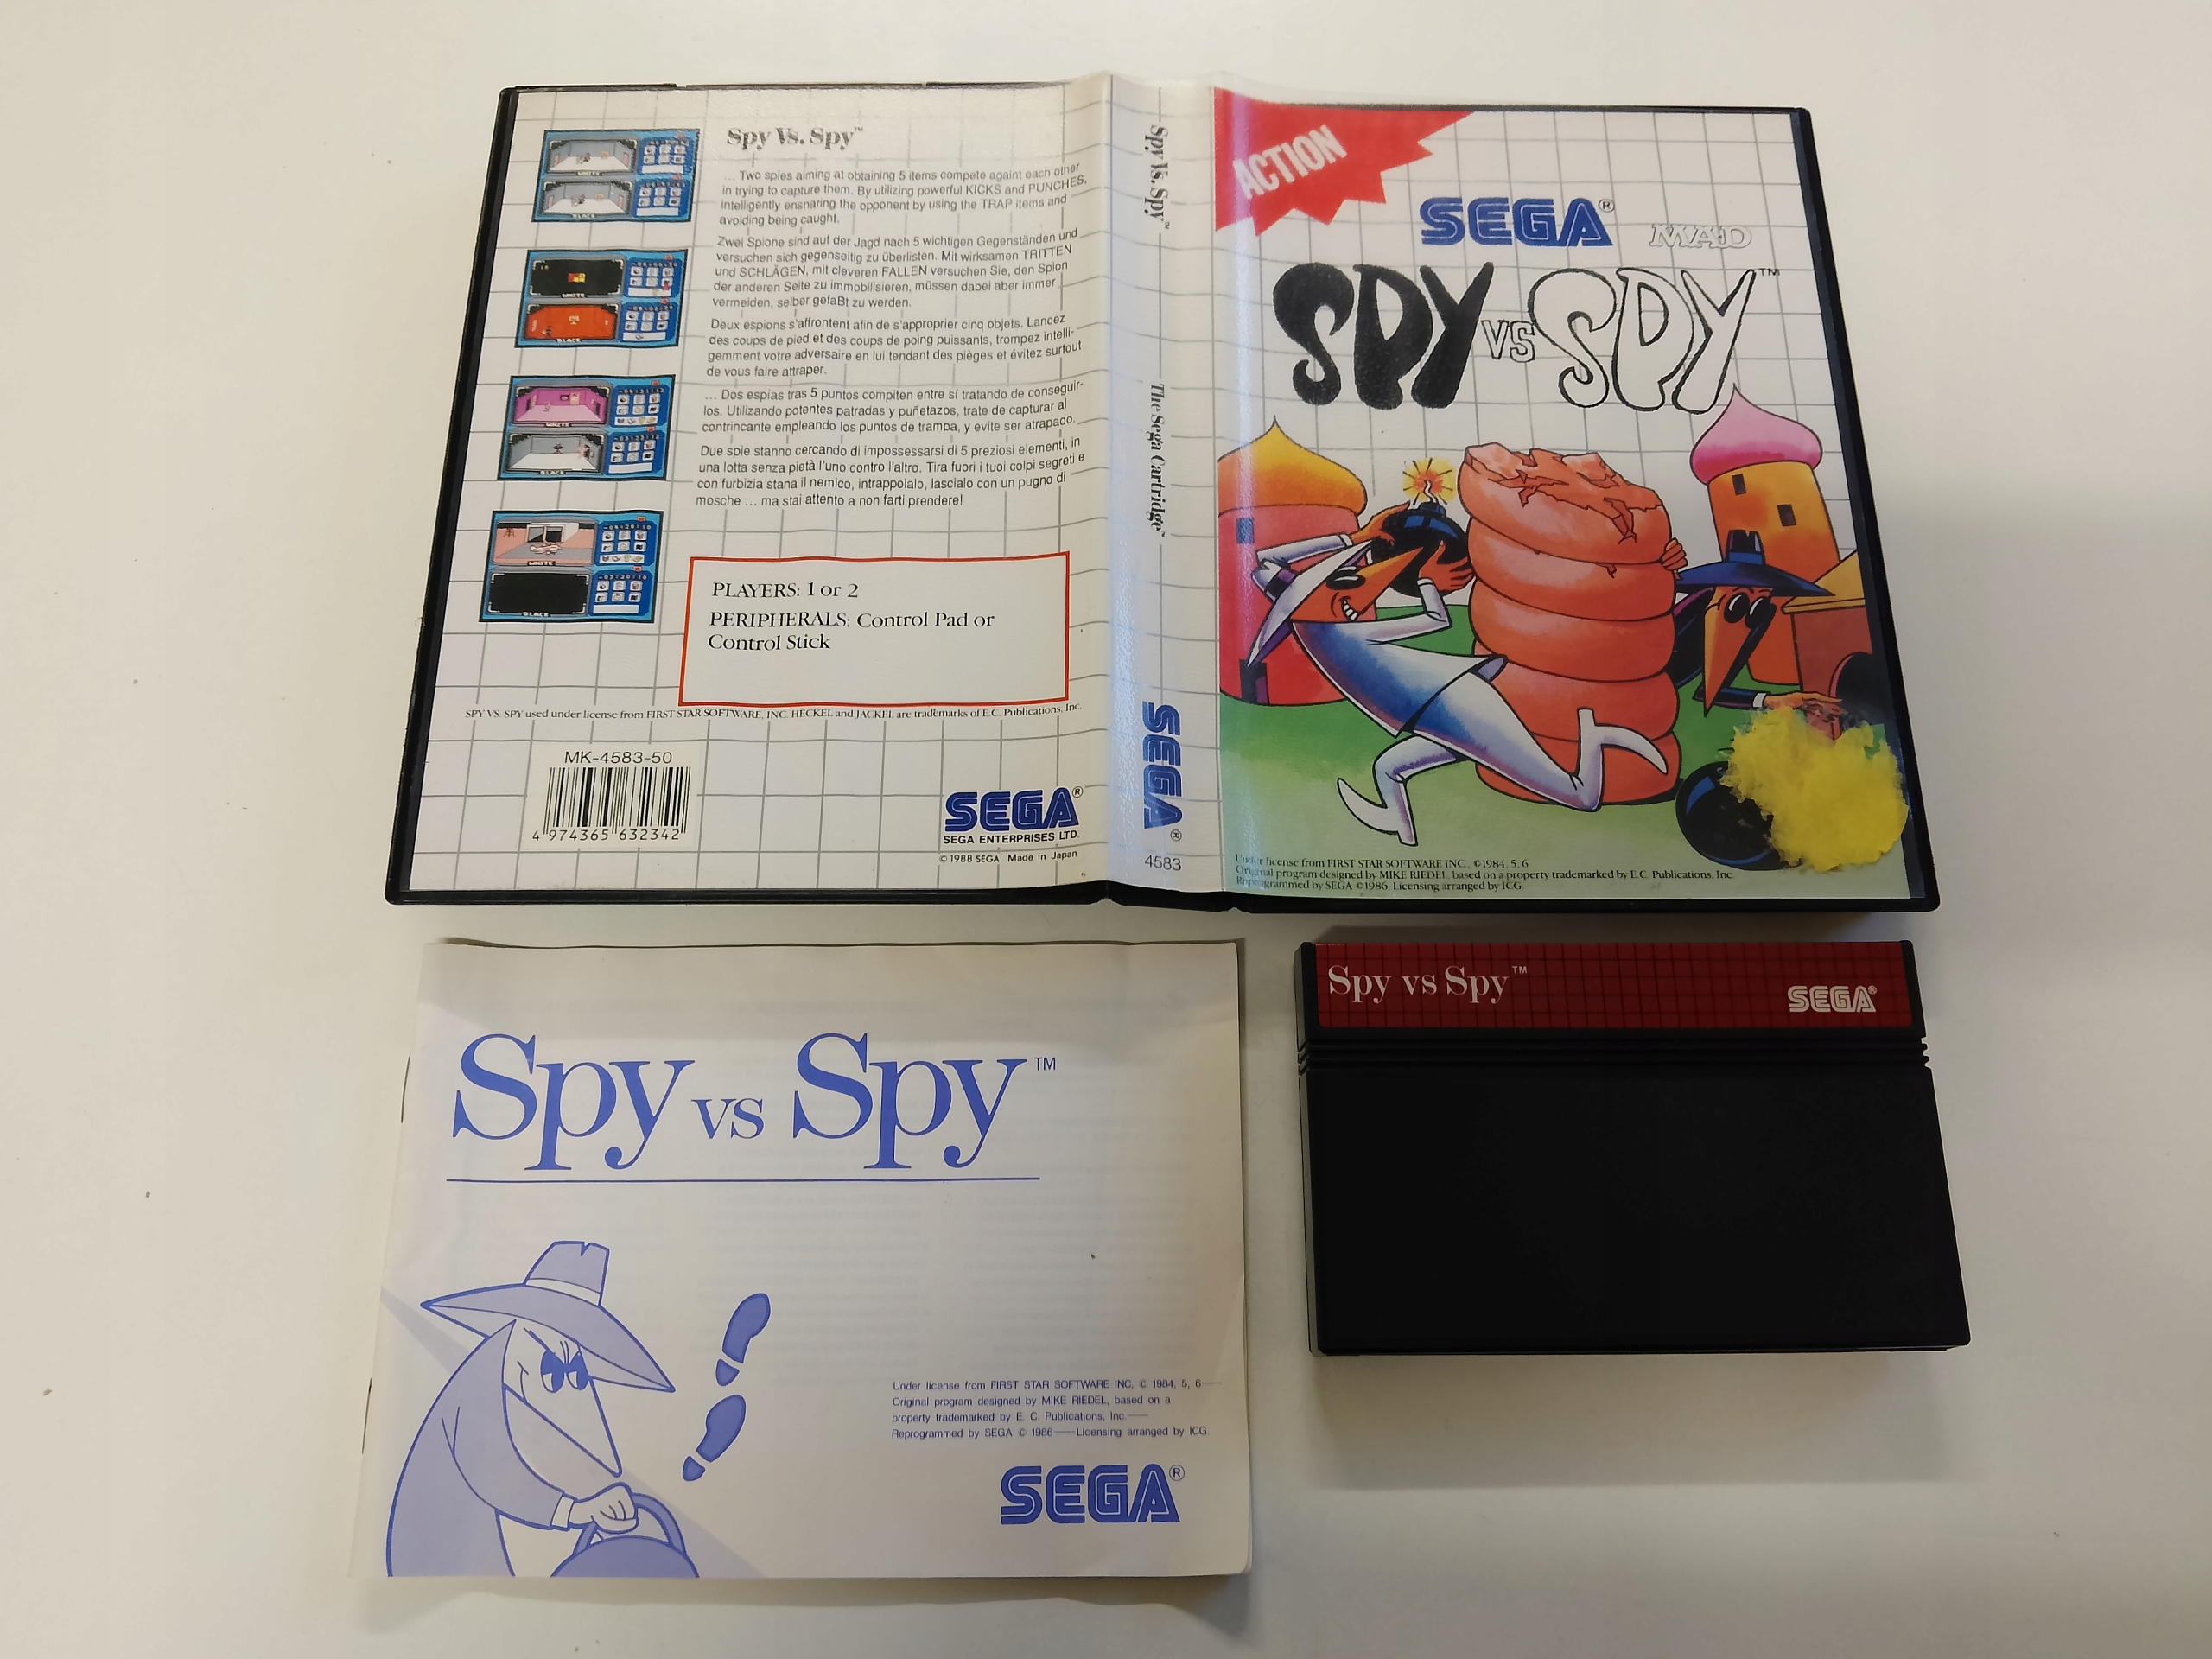 Spy Vs. Spy™
... Two spies aiming at obtaining 5 items compete againt each other
in trying to capture them. By utilizing powerful KICKS and PUNCHES,
intelligently ensnaring the opponent by using the TRAP items and
avoiding being caught.
Zwei Spione sind auf der Jagd nach 5 wichtigen Gegenständen und
versuchen sich gegenseitig zu überlisten. Mit wirksamen TRITTEN
und SCHLÄGEN, mit cleveren FALLEN versuchen Sie, den Spion
der anderen Seite zu immobilisieren, müssen dabei aber immer
vermeiden, selber gefaBt zu werden.
Deux espions s'affrontent afin de s'approprier cinq objets. Lancez
des coups de pied et des coups de poing puissants, trompez intelli-
gemment votre adversaire en lui tendant des pièges et évitez surtout
de vous faire attraper.
... Dos espías tras 5 puntos compiten entre sí tratando de conseguir-
los. Utilizando potentes patradas y puñetazos, trate de capturar al
contrincante empleando los puntos de trampa, y evite ser atrapado.
Due spie stanno cercando di impossessarsi di 5 preziosi elementi, in
una lotta senza pietà l'uno contro l'altro. Tira fuori i tuoi colpi segreti e
con furbizia stana il nemico, intrappolalo, lascialo con un pugno di
mosche ... ma stai attento a non farti prendere!
PLAYERS: 1 or 2
PERIPHERALS: Control Pad or
Control Stick
SPY VS. SPY used under license from FIRST STAR SOFTWARE, INC. HECKEL and JACKEL are trademarks of E.C. Publications, Inc.
MK-4583-50
4 974365 632342
SEGA®
SEGA ENTERPRISES LTD.
© 1988 SEGA Made in Japan
Spy Vs. Spy™
The Sega Cartridge™
SEGA®
4583
ACTION
SEGA®
MAD
SPY VS SPY™
Under license from FIRST STAR SOFTWARE INC., ©1984, 5, 6
Original program designed by MIKE RIEDEL, based on a property trademarked by E.C. Publications, Inc.
Reprogrammed by SEGA ©1986. Licensing arranged by ICG
Spy vs Spy™
Under license from FIRST STAR SOFTWARE INC, © 1984, 5, 6—
Original program designed by MIKE RIEDEL, based on a
property trademarked by E. C. Publications, Inc.—
Reprogrammed by SEGA © 1986—Licensing arranged by ICG.
SEGA®
Spy vs Spy™
SEGA®